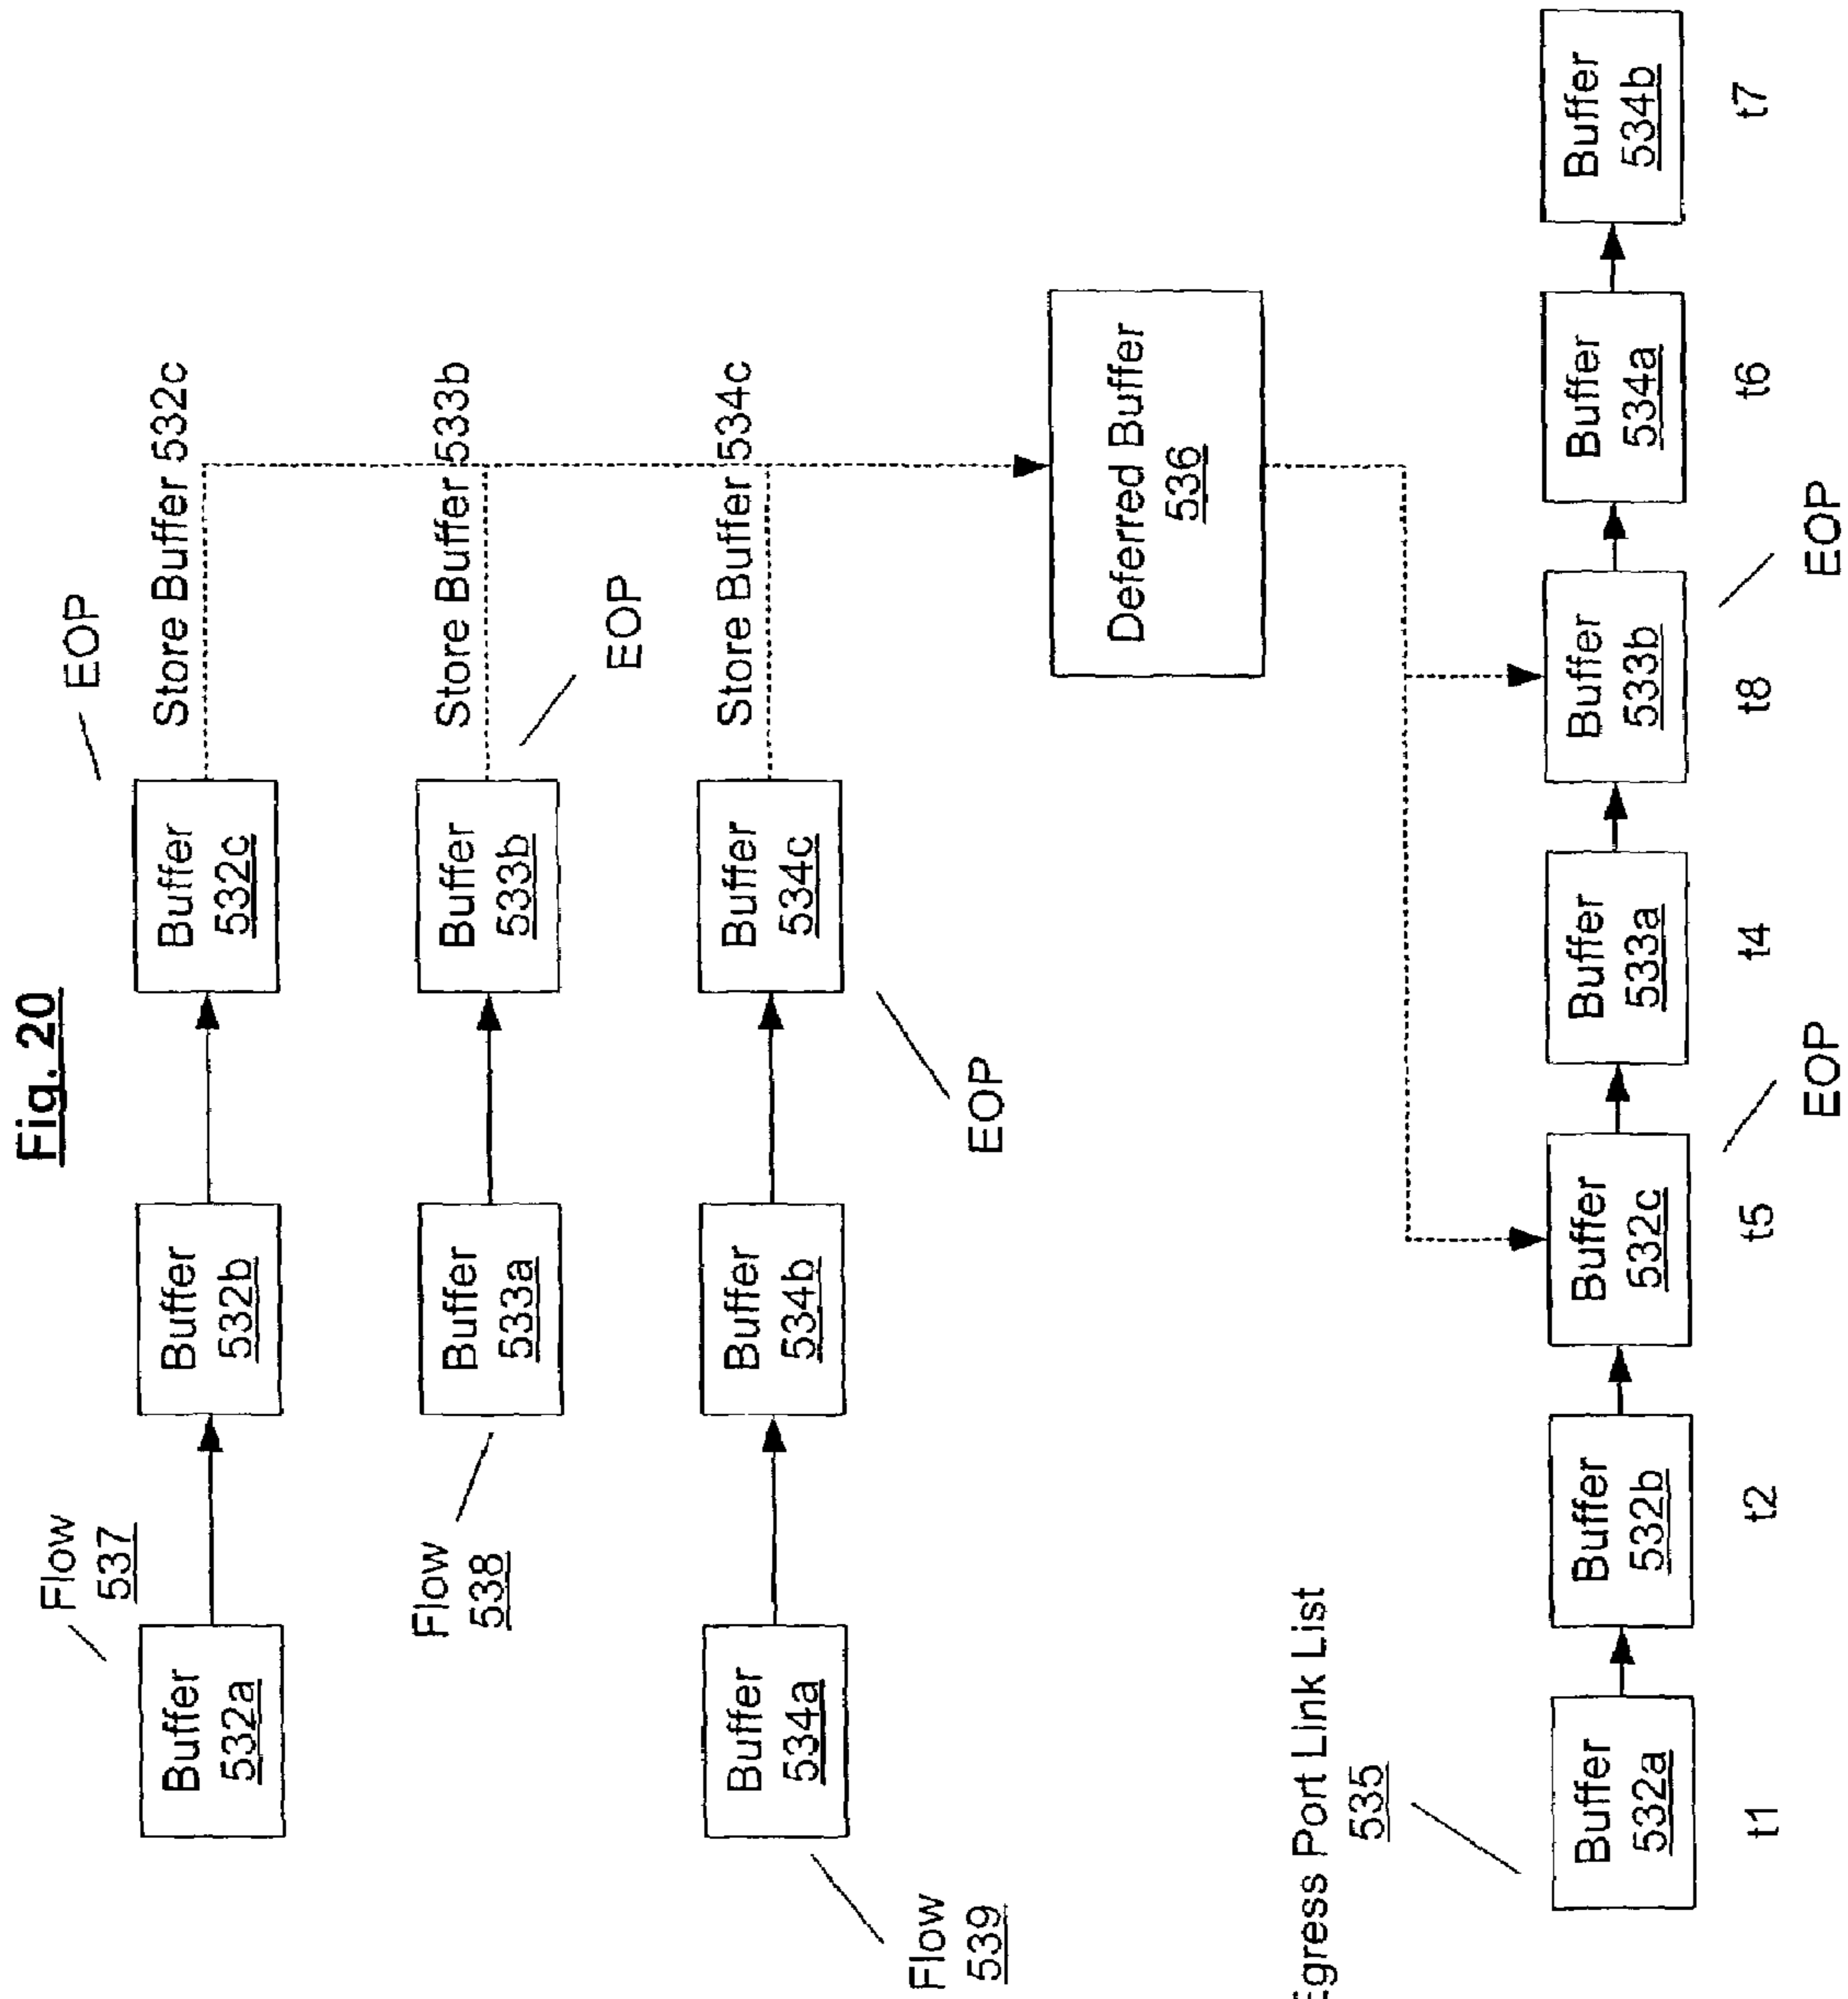 Fig. 20
Flow
537
Buffer
532a
Buffer
532b
Buffer
532c
EOP
Store Buffer 532c
Flow
538
Buffer
533a
Buffer
533b
EOP
Store Buffer 533b
Flow
539
Buffer
534a
Buffer
534b
Buffer
534c
EOP
Store Buffer 534c
Deferred Buffer
536
Egress Port Link List
535
Buffer
532a
t1
Buffer
532b
t2
Buffer
532c
t5
EOP
Buffer
533a
t4
Buffer
533b
t8
EOP
Buffer
534a
t6
Buffer
534b
t7